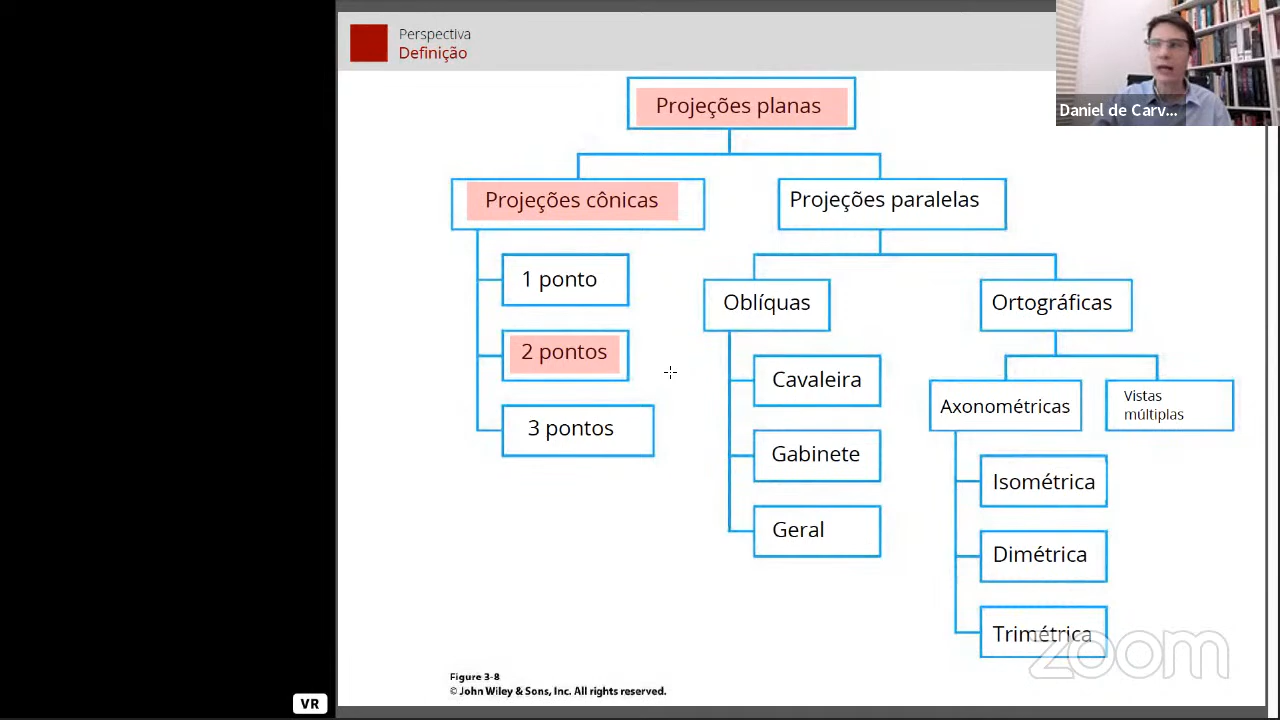 Perspectiva
Definição
Daniel de Carv...
Projeções planas
Projeções cônicas
Projeções paralelas
1 ponto
2 pontos
3 pontos
Oblíquas
Ortográficas
Cavaleira
Gabinete
Geral
Axonométricas
Vistas
múltiplas
Isométrica
Dimétrica
Trimétrica
zoom
Figure 3-8
© John Wiley & Sons, Inc. All rights reserved.
VR